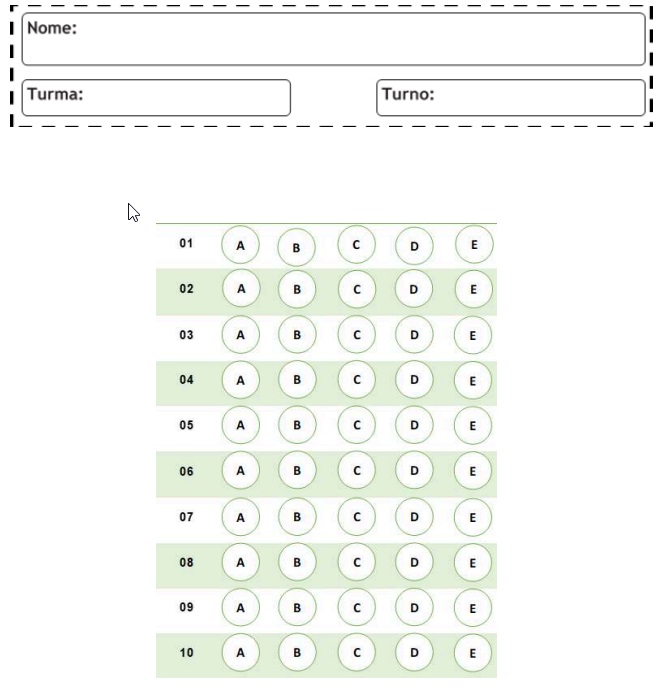 Nome:
Turma: Turno:
01 A B C D E
02 A B C D E
03 A B C D E
04 A B C D E
05 A B C D E
06 A B C D E
07 A B C D E
08 A B C D E
09 A B C D E
10 A B C D E